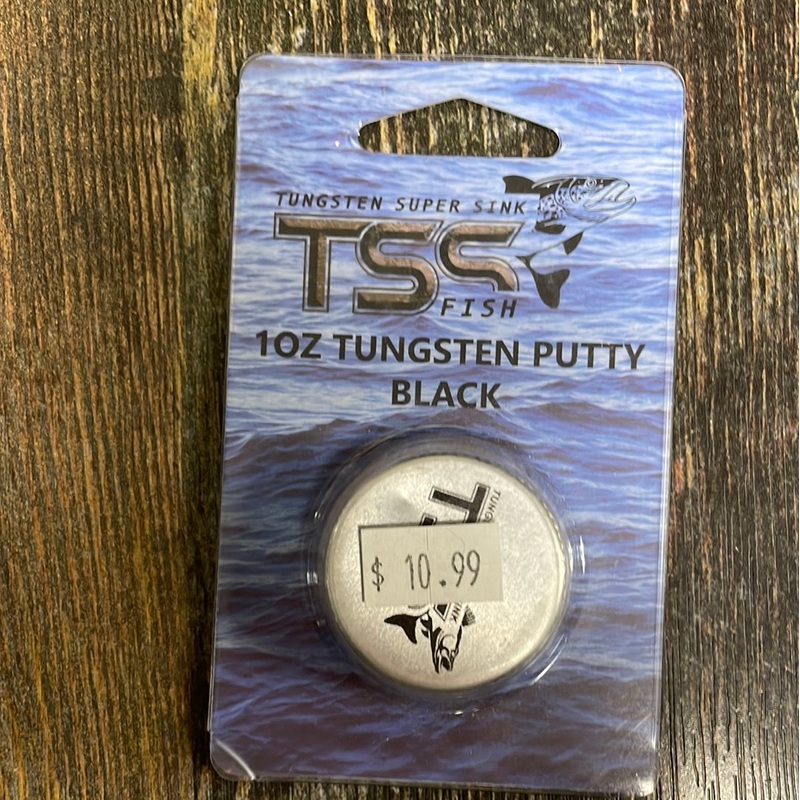 TUNGSTEN SUPER SINK
TSS
FISH
1OZ TUNGSTEN PUTTY
BLACK
$ 10.99